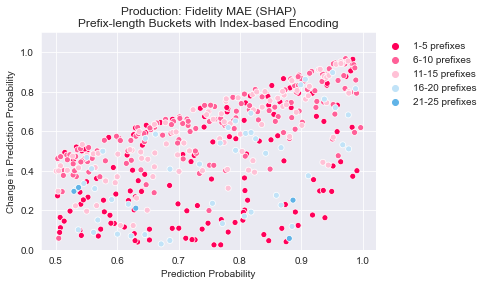 Production: Fidelity MAE (SHAP)
Prefix-length Buckets with Index-based Encoding
1-5 prefixes
6-10 prefixes
11-15 prefixes
16-20 prefixes
21-25 prefixes
Change in Prediction Probability
1.0
0.8
0.6
0.4
0.2
0.0
0.5 0.6 0.7 0.8 0.9 1.0
Prediction Probability